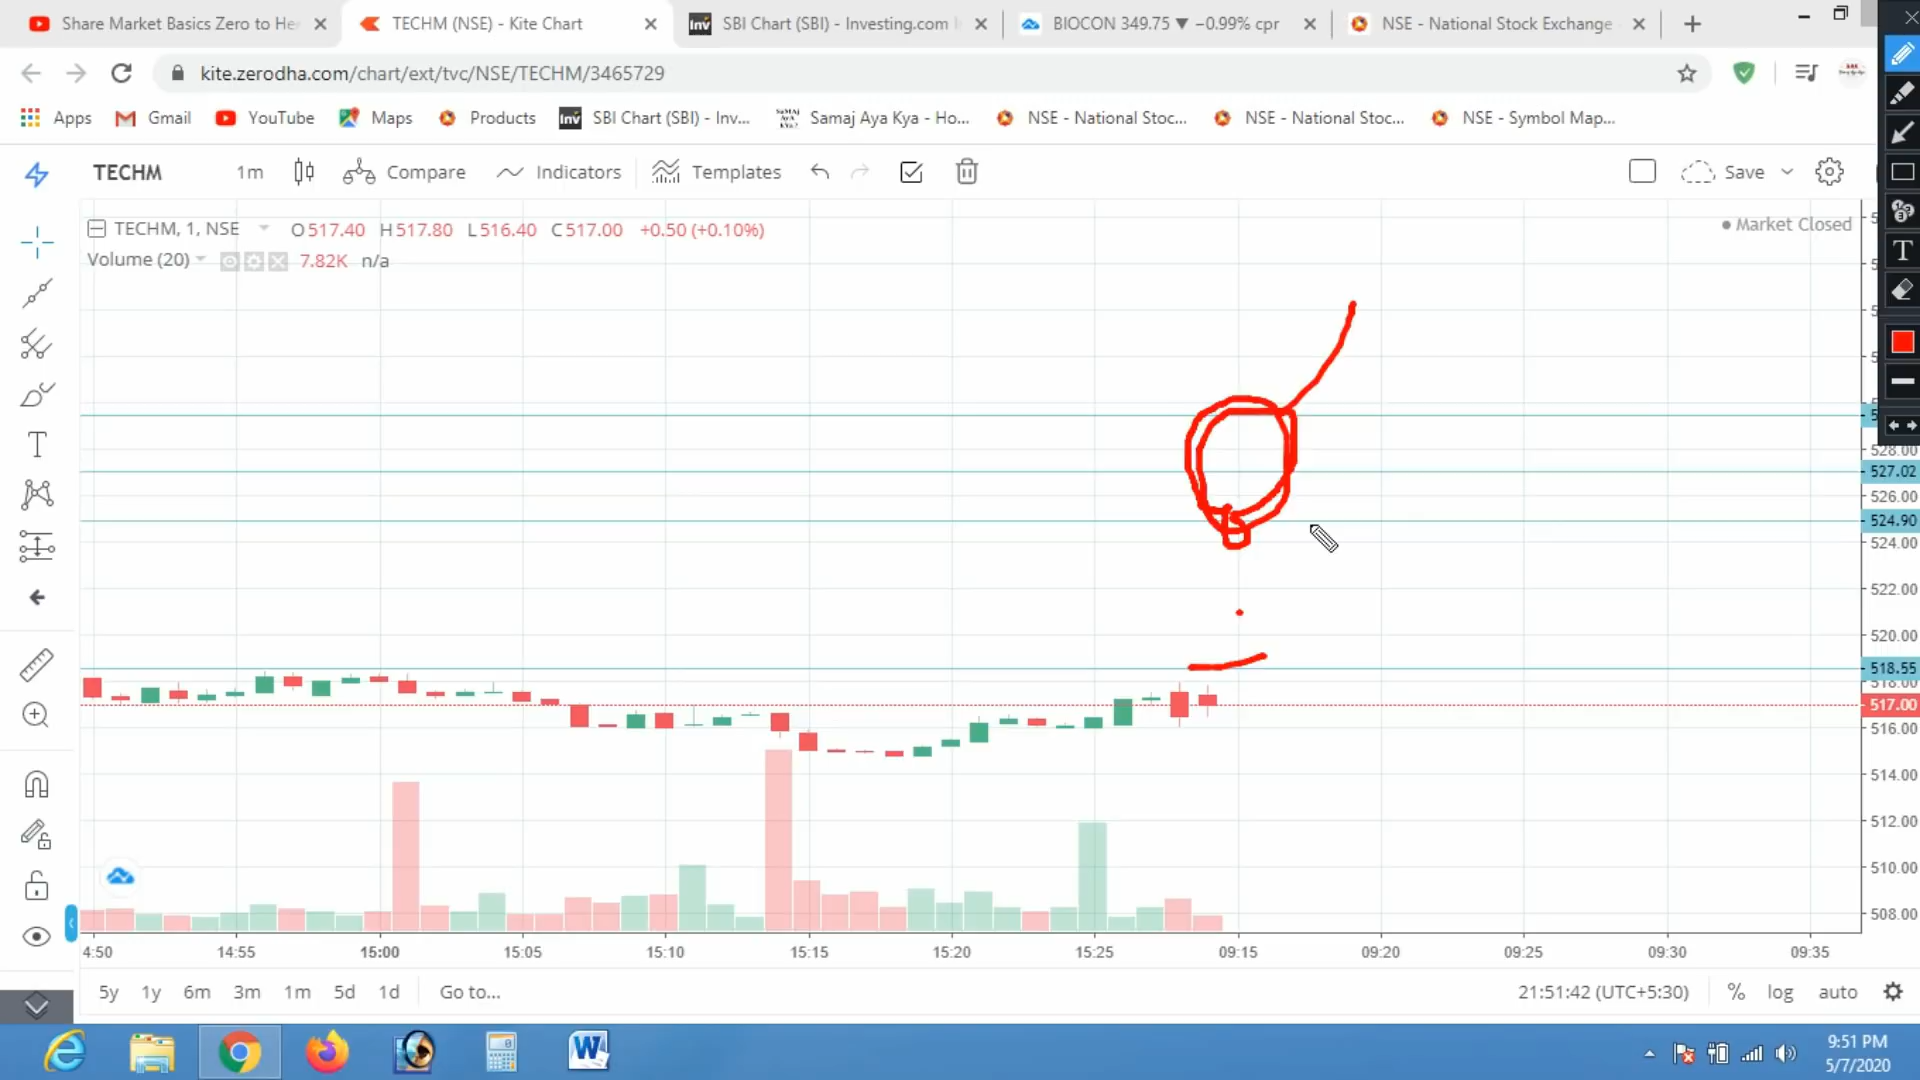 Share Market Basics Zero to He
TECHM (NSE) - Kite Chart
SBI Chart (SBI) - Investing.com
BIOCON 349.75 ▼ −0.99% cpr
NSE - National Stock Exchange
kite.zerodha.com/chart/ext/tvc/NSE/TECHM/3465729
Apps
Gmail
YouTube
Maps
Products
Inv
SBI Chart (SBI) - Inv...
Samaj Aya Kya - Ho...
NSE - National Stoc...
NSE - National Stoc...
NSE - Symbol Map...
TECHM
1m
Compare
Indicators
Templates
Save
TECHM, 1, NSE
O517.40 H517.80 L516.40 C517.00 +0.50 (+0.10%)
Market Closed
Volume (20)
7.82K n/a
528.00
527.02
526.00
524.90
524.00
522.00
520.00
518.55
518.00
517.00
516.00
514.00
512.00
510.00
508.00
4:50 14:55 15:00 15:05 15:10 15:15 15:20 15:25 09:15 09:20 09:25 09:30 09:35
5y 1y 6m 3m 1m 5d 1d Go to...
21:51:42 (UTC+5:30) % log auto
9:51 PM
5/7/2020